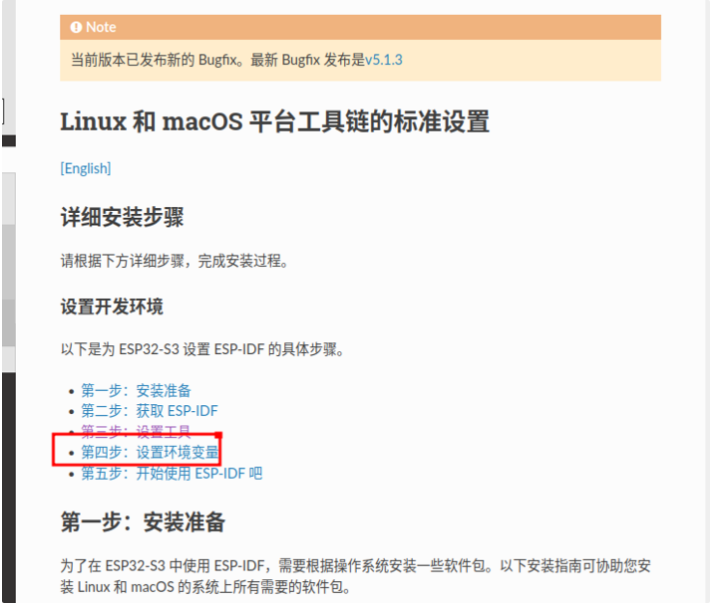 Note
当前版本已发布新的 Bugfix。最新 Bugfix 发布是v5.1.3
Linux 和 macOS 平台工具链的标准设置
[English]
详细安装步骤
请根据下方详细步骤，完成安装过程。
设置开发环境
以下是为 ESP32-S3 设置 ESP-IDF 的具体步骤。
• 第一步：安装准备
• 第二步：获取 ESP-IDF
• 第三步：设置工具
• 第四步：设置环境变量
• 第五步：开始使用 ESP-IDF 吧
第一步：安装准备
为了在 ESP32-S3 中使用 ESP-IDF，需要根据操作系统安装一些软件包。以下安装指南可协助您安
装 Linux 和 macOS 的系统上所有需要的软件包。